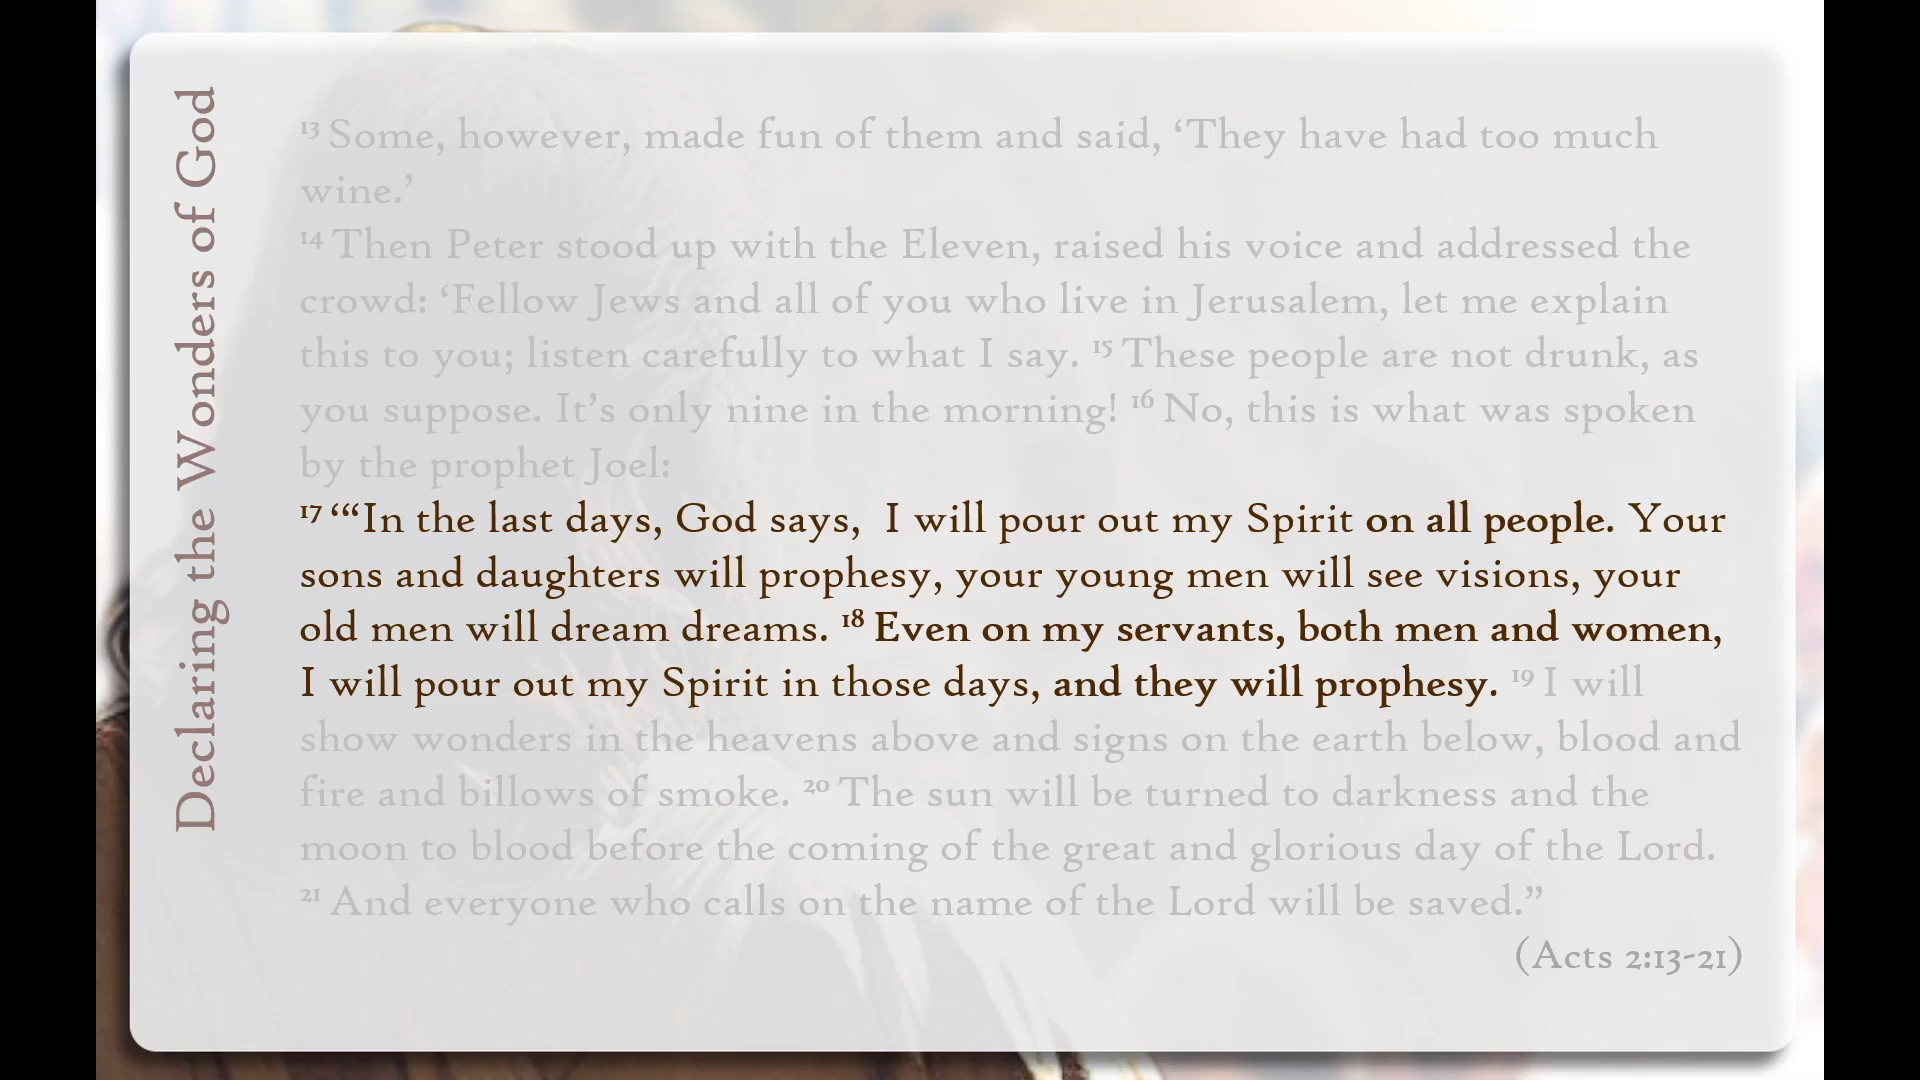 Declaring the Wonders of God
¹³ Some, however, made fun of them and said, ‘They have had too much
wine.’
¹⁴ Then Peter stood up with the Eleven, raised his voice and addressed the
crowd: ‘Fellow Jews and all of you who live in Jerusalem, let me explain
this to you; listen carefully to what I say. ¹⁵ These people are not drunk, as
you suppose. It’s only nine in the morning! ¹⁶ No, this is what was spoken
by the prophet Joel:
¹⁷ ‘“In the last days, God says, I will pour out my Spirit on all people. Your
sons and daughters will prophesy, your young men will see visions, your
old men will dream dreams. ¹⁸ Even on my servants, both men and women,
I will pour out my Spirit in those days, and they will prophesy. ¹⁹ I will
show wonders in the heavens above and signs on the earth below, blood and
fire and billows of smoke. ²⁰ The sun will be turned to darkness and the
moon to blood before the coming of the great and glorious day of the Lord.
²¹ And everyone who calls on the name of the Lord will be saved.”
(Acts 2:13-21)